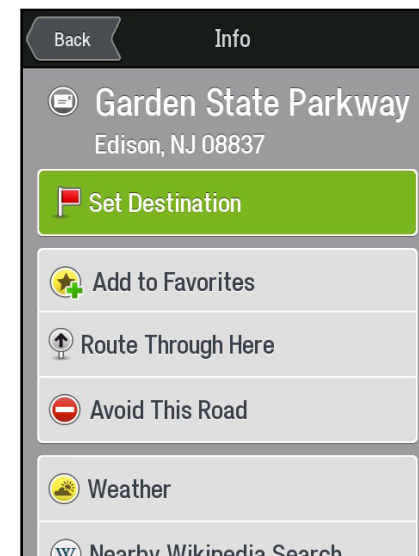 Back
Info
Garden State Parkway
Edison, NJ 08837
Set Destination
Add to Favorites
Route Through Here
Avoid This Road
Weather
W Nearby Wikipedia Search